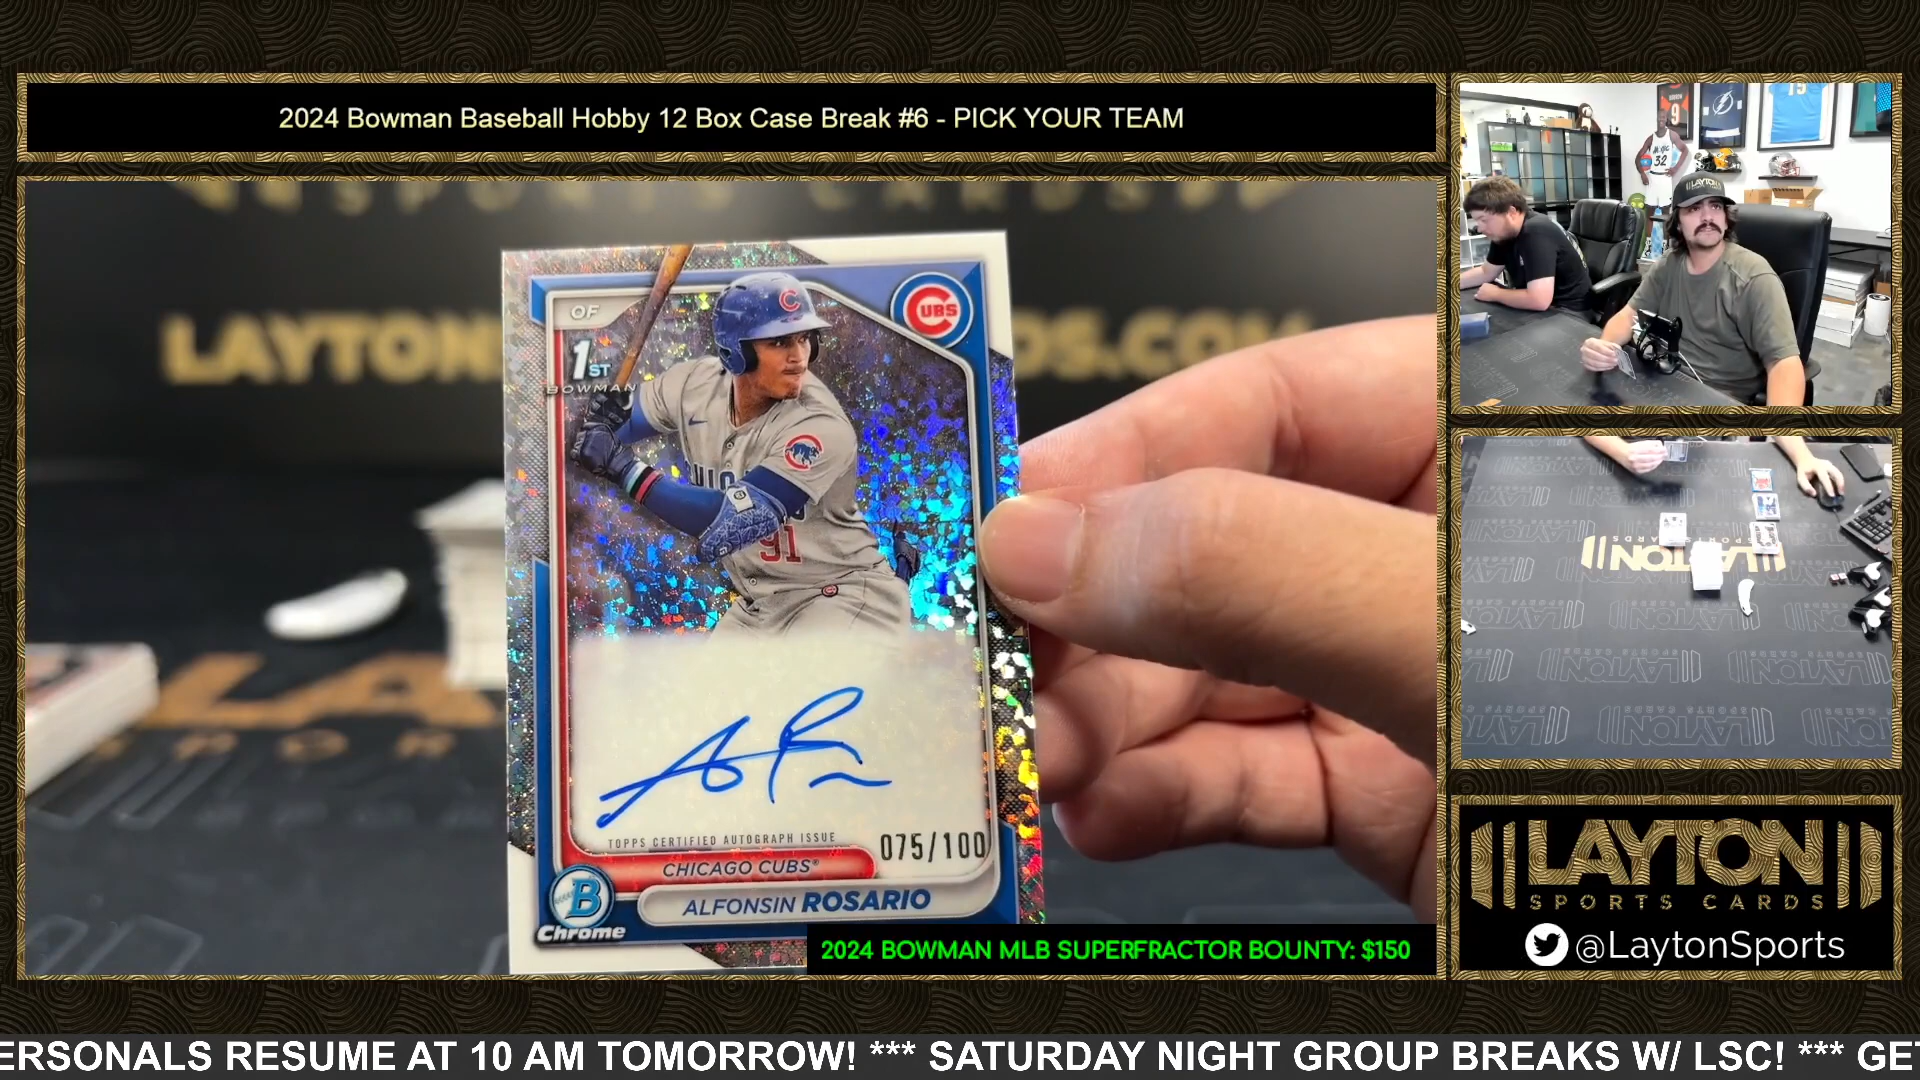 2024 Bowman Baseball Hobby 12 Box Case Break #6 - PICK YOUR TEAM
LAYTON
OF
1ST
BOWMAN
CUBS
C
91
TOPPS CERTIFIED AUTOGRAPH ISSUE
075/100
CHICAGO CUBS®
ALFONSIN ROSARIO
B
Chrome
2024 BOWMAN MLB SUPERFRACTOR BOUNTY: $150
LAYTON
SPORTS CARDS
@LaytonSports
ERSONALS RESUME AT 10 AM TOMORROW! *** SATURDAY NIGHT GROUP BREAKS W/ LSC! *** GET